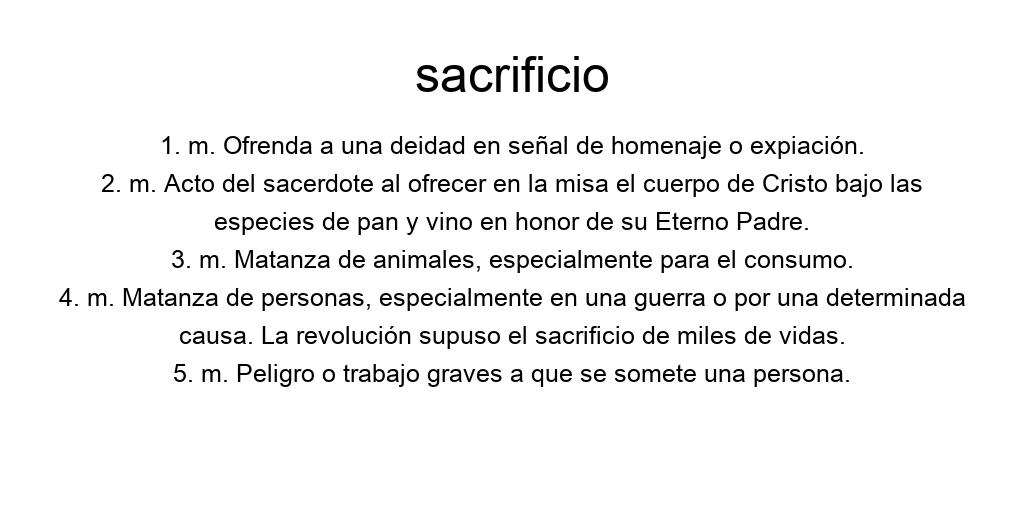 sacrificio
1. m. Ofrenda a una deidad en señal de homenaje o expiación.
2. m. Acto del sacerdote al ofrecer en la misa el cuerpo de Cristo bajo las
especies de pan y vino en honor de su Eterno Padre.
3. m. Matanza de animales, especialmente para el consumo.
4. m. Matanza de personas, especialmente en una guerra o por una determinada
causa. La revolución supuso el sacrificio de miles de vidas.
5. m. Peligro o trabajo graves a que se somete una persona.